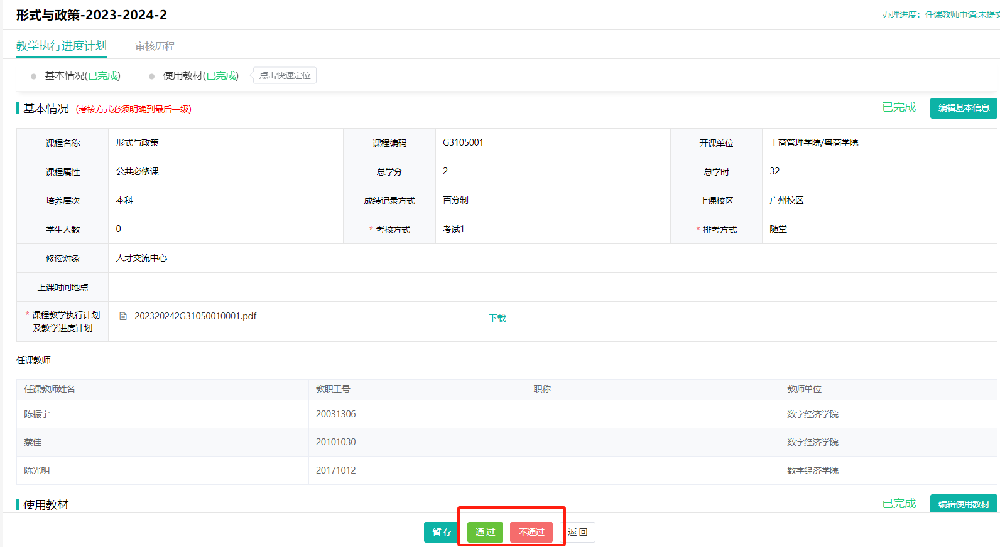 形式与政策-2023-2024-2
办理进度: 任课教师申请:未提交
教学执行进度计划 审核历程
基本情况(已完成) 使用教材(已完成) 点击快速定位
基本情况 (考核方式必须明确到最后一级) 已完成 编辑基本信息
课程名称 形式与政策 课程编码 G3105001 开课单位 工商管理学院/粤商学院
课程属性 公共必修课 总学分 2 总学时 32
培养层次 本科 成绩记录方式 百分制 上课校区 广州校区
学生人数 0 * 考核方式 考试1 * 排考方式 随堂
修读对象 人才交流中心
上课时间地点 -
* 课程教学执行计划
及教学进度计划 202320242G31050010001.pdf 下载
任课教师
任课教师姓名 教职工号 职称 教师单位
陈振宇 20031306 数字经济学院
蔡佳 20101030 数字经济学院
陈光明 20171012 数字经济学院
使用教材 已完成 编辑使用教材
暂存 通过 不通过 返回